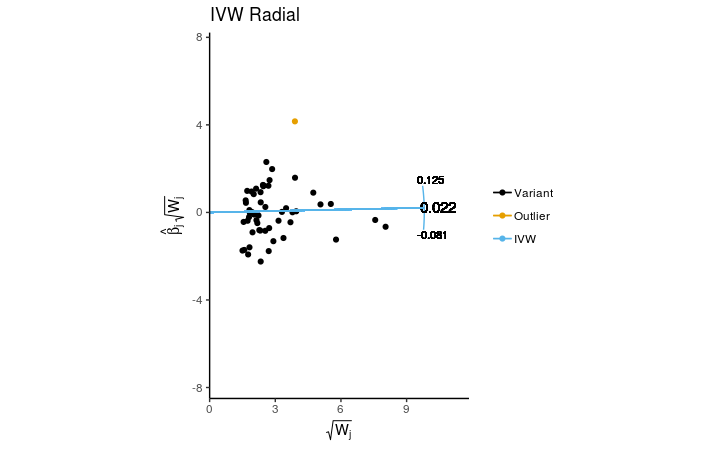 IVW Radial
8
4
0
-4
-8
β̂j√Wj
0.125
0.022
-0.081
0
3
6
9
√Wj
Variant
Outlier
IVW